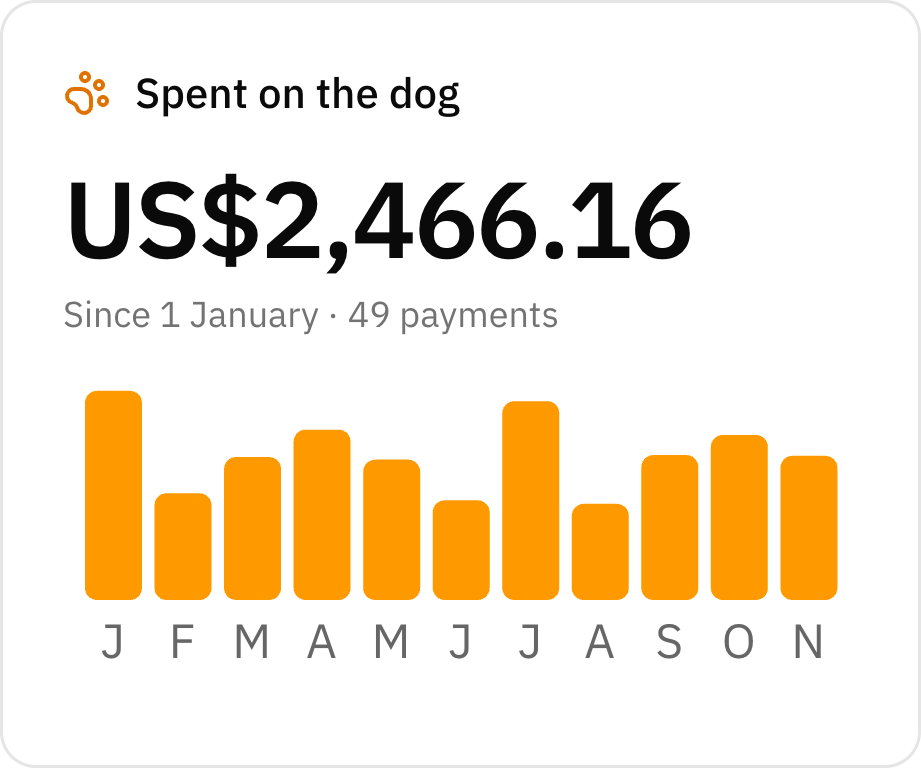 Spent on the dog
US$2,466.16
Since 1 January · 49 payments
J F M A M J J A S O N